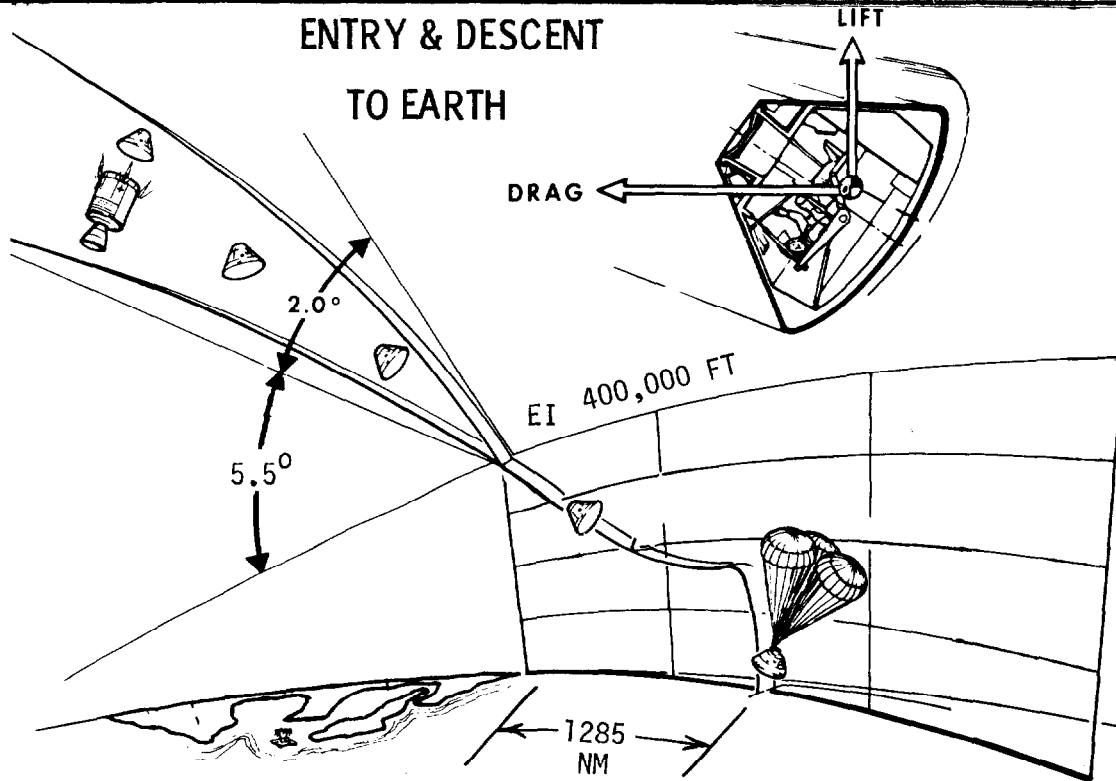 ENTRY & DESCENT
TO EARTH
LIFT
DRAG
2.0°
5.5°
EI 400,000 FT
1285
NM